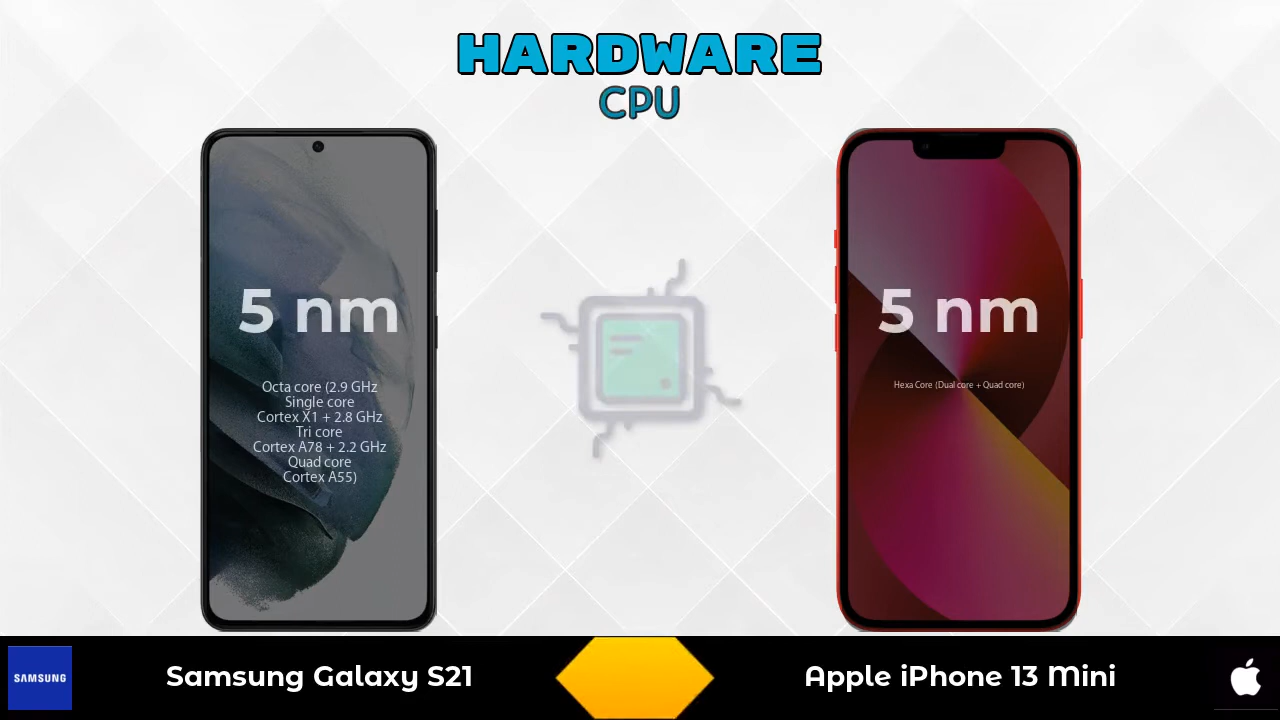 HARDWARE
CPU
5 nm
Octa core (2.9 GHz
Single core
Cortex X1 + 2.8 GHz
Tri core
Cortex A78 + 2.2 GHz
Quad core
Cortex A55)
5 nm
Hexa Core (Dual core + Quad core)
SAMSUNG
Samsung Galaxy S21
Apple iPhone 13 Mini